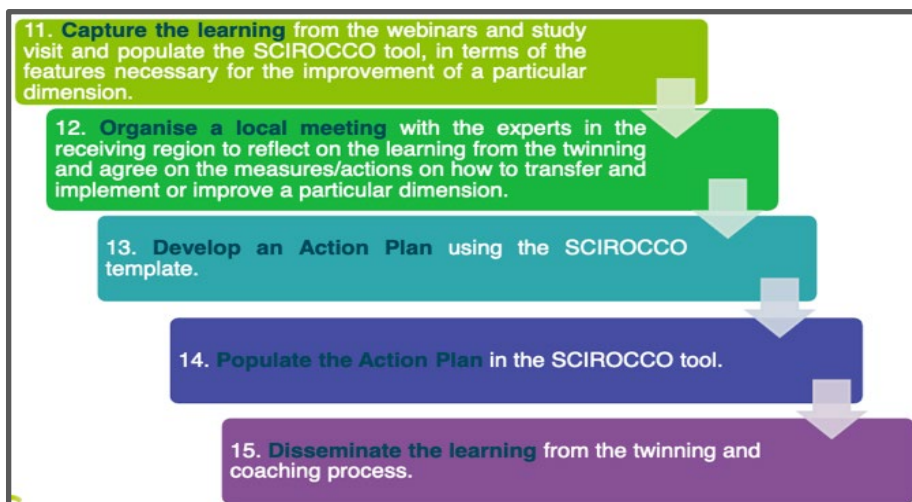 11. Capture the learning from the webinars and study
visit and populate the SCIROCCO tool, in terms of the
features necessary for the improvement of a particular
dimension.
12. Organise a local meeting with the experts in the
receiving region to reflect on the learning from the twinning
and agree on the measures/actions on how to transfer and
implement or improve a particular dimension.
13. Develop an Action Plan using the SCIROCCO
template.
14. Populate the Action Plan in the SCIROCCO tool.
15. Disseminate the learning from the twinning and
coaching process.